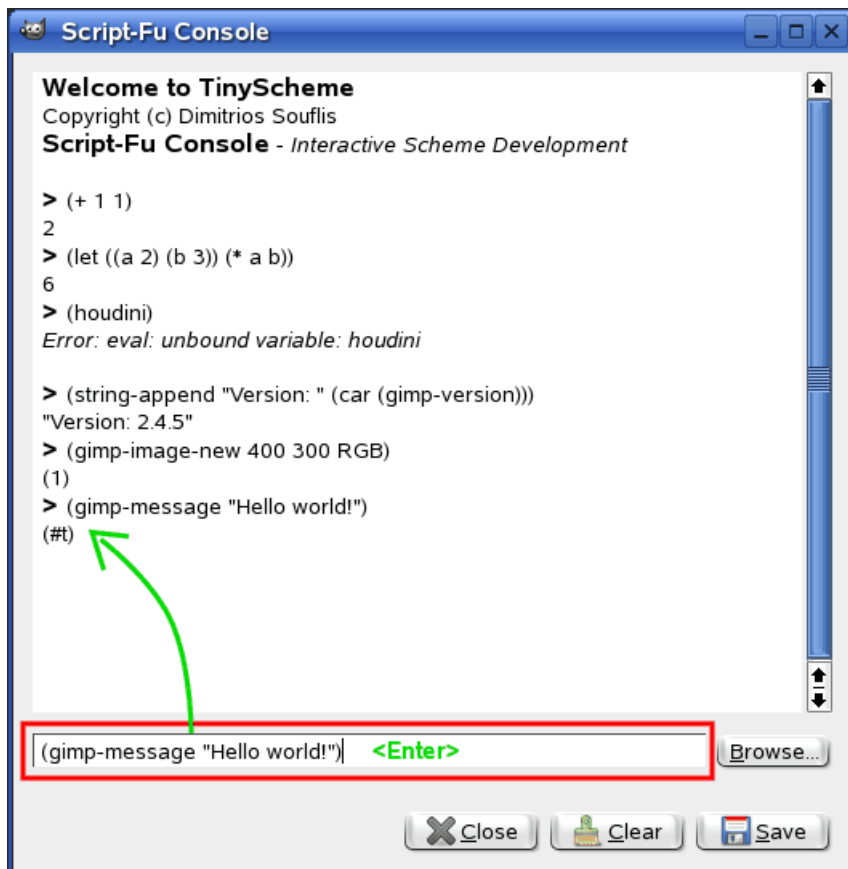 Script-Fu Console
Welcome to TinyScheme
Copyright (c) Dimitrios Souflis
Script-Fu Console - Interactive Scheme Development
> (+ 1 1)
2
> (let ((a 2) (b 3)) (* a b))
6
> (houdini)
Error: eval: unbound variable: houdini
> (string-append "Version: " (car (gimp-version)))
"Version: 2.4.5"
> (gimp-image-new 400 300 RGB)
(1)
> (gimp-message "Hello world!")
(#t)
(gimp-message "Hello world!") <Enter>
Browse...
Close
Clear
Save